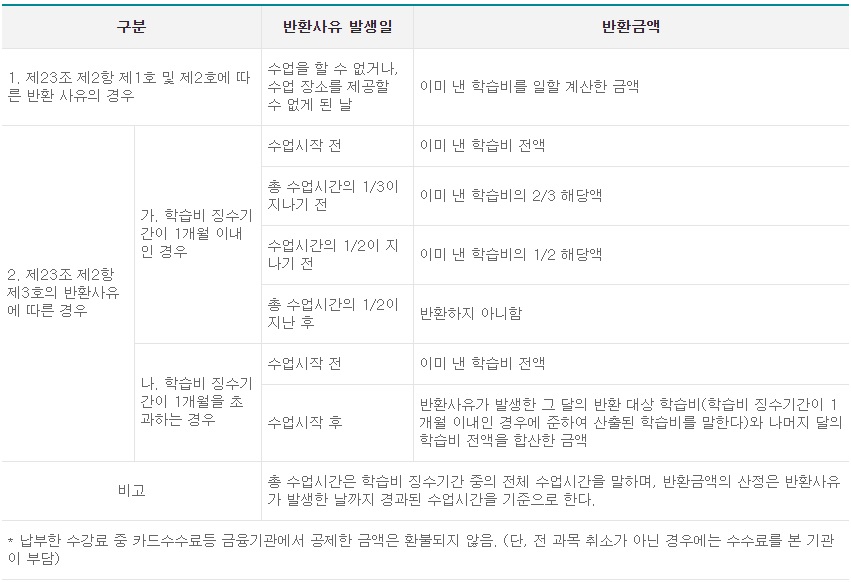 구분
반환사유 발생일
반환금액
1. 제23조 제2항 제1호 및 제2호에 따
른 반환 사유의 경우
수업을 할 수 없거나,
수업 장소를 제공할
수 없게 된 날
이미 낸 학습비를 일할 계산한 금액
2. 제23조 제2항
제3호의 반환사유
에 따른 경우
가. 학습비 징수기
간이 1개월 이내
인 경우
수업시작 전
이미 낸 학습비 전액
총 수업시간의 1/3이
지나기 전
이미 낸 학습비의 2/3 해당액
수업시간의 1/2이 지
나기 전
이미 낸 학습비의 1/2 해당액
총 수업시간의 1/2이
지난 후
반환하지 아니함
나. 학습비 징수기
간이 1개월을 초
과하는 경우
수업시작 전
이미 낸 학습비 전액
수업시작 후
반환사유가 발생한 그 달의 반환 대상 학습비(학습비 징수기간이 1
개월 이내인 경우에 준하여 산출된 학습비를 말한다)와 나머지 달의
학습비 전액을 합산한 금액
비고
총 수업시간은 학습비 징수기간 중의 전체 수업시간을 말하며, 반환금액의 산정은 반환사유
가 발생한 날까지 경과된 수업시간을 기준으로 한다.
* 납부한 수강료 중 카드수수료등 금융기관에서 공제한 금액은 환불되지 않음. (단, 전 과목 취소가 아닌 경우에는 수수료를 본 기관
이 부담)